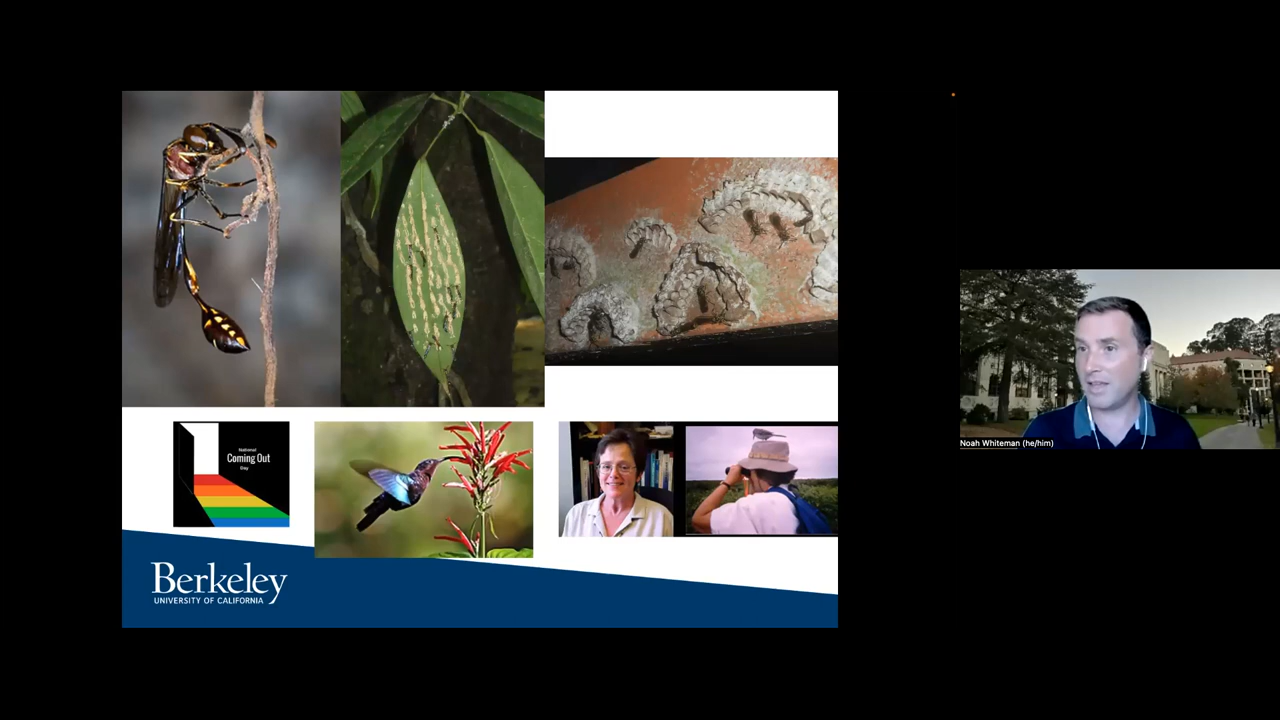 National
Coming Out
Day
Berkeley
UNIVERSITY OF CALIFORNIA
Noah Whiteman (he/him)